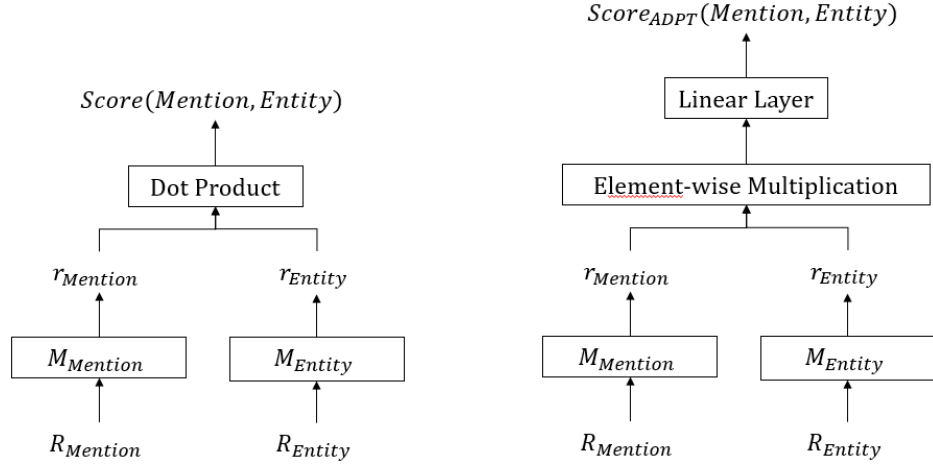 Score(Mention, Entity)
Dot Product
r_Mention r_Entity
M_Mention M_Entity
R_Mention R_Entity
Score_ADPT(Mention, Entity)
Linear Layer
Element-wise Multiplication
r_Mention r_Entity
M_Mention M_Entity
R_Mention R_Entity